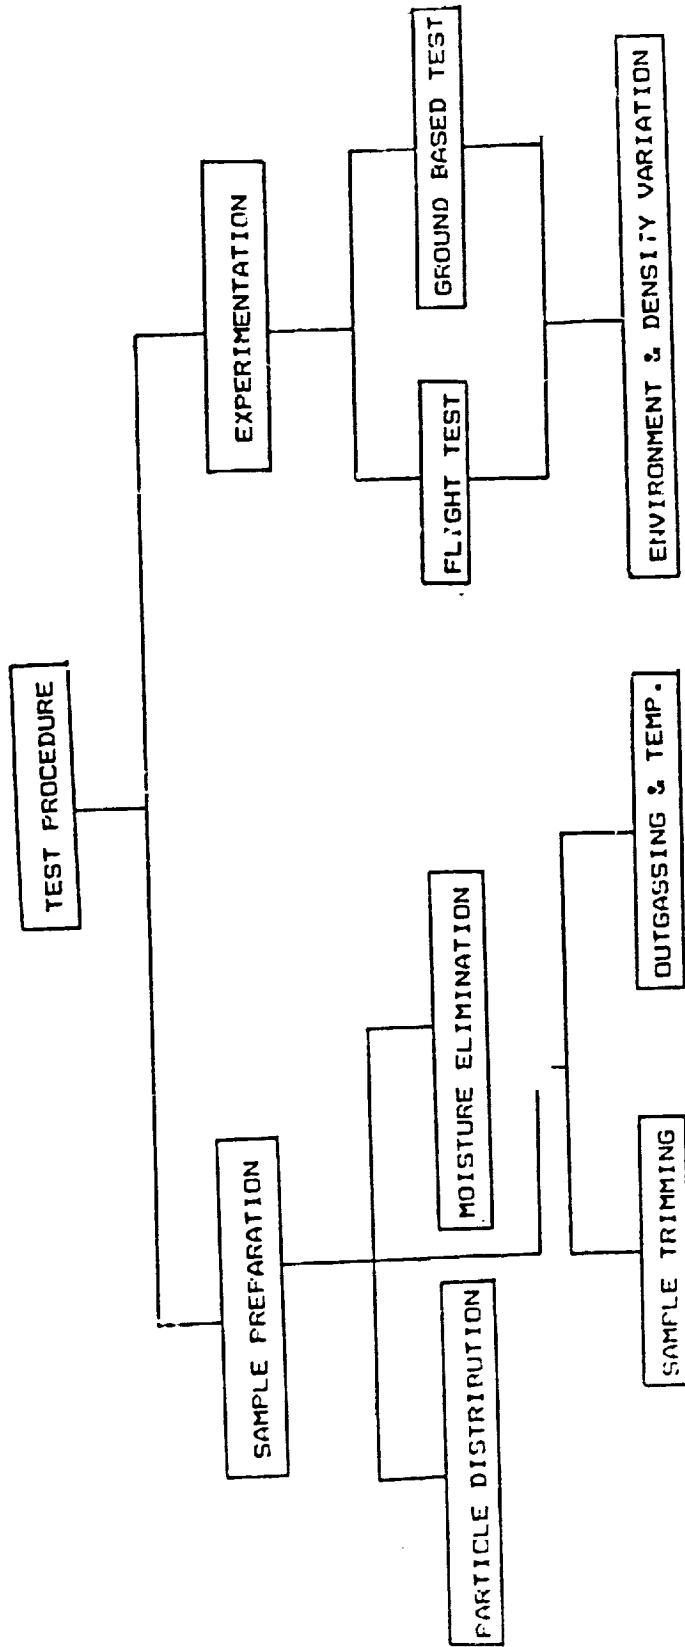 TEST PROCEDURE
SAMPLE PREPARATION
EXPERIMENTATION
PARTICLE DISTRIBUTION
MOISTURE ELIMINATION
FLIGHT TEST
GROUND BASED TEST
SAMPLE TRIMMING
OUTGASSING & TEMP.
ENVIRONMENT & DENSITY VARIATION